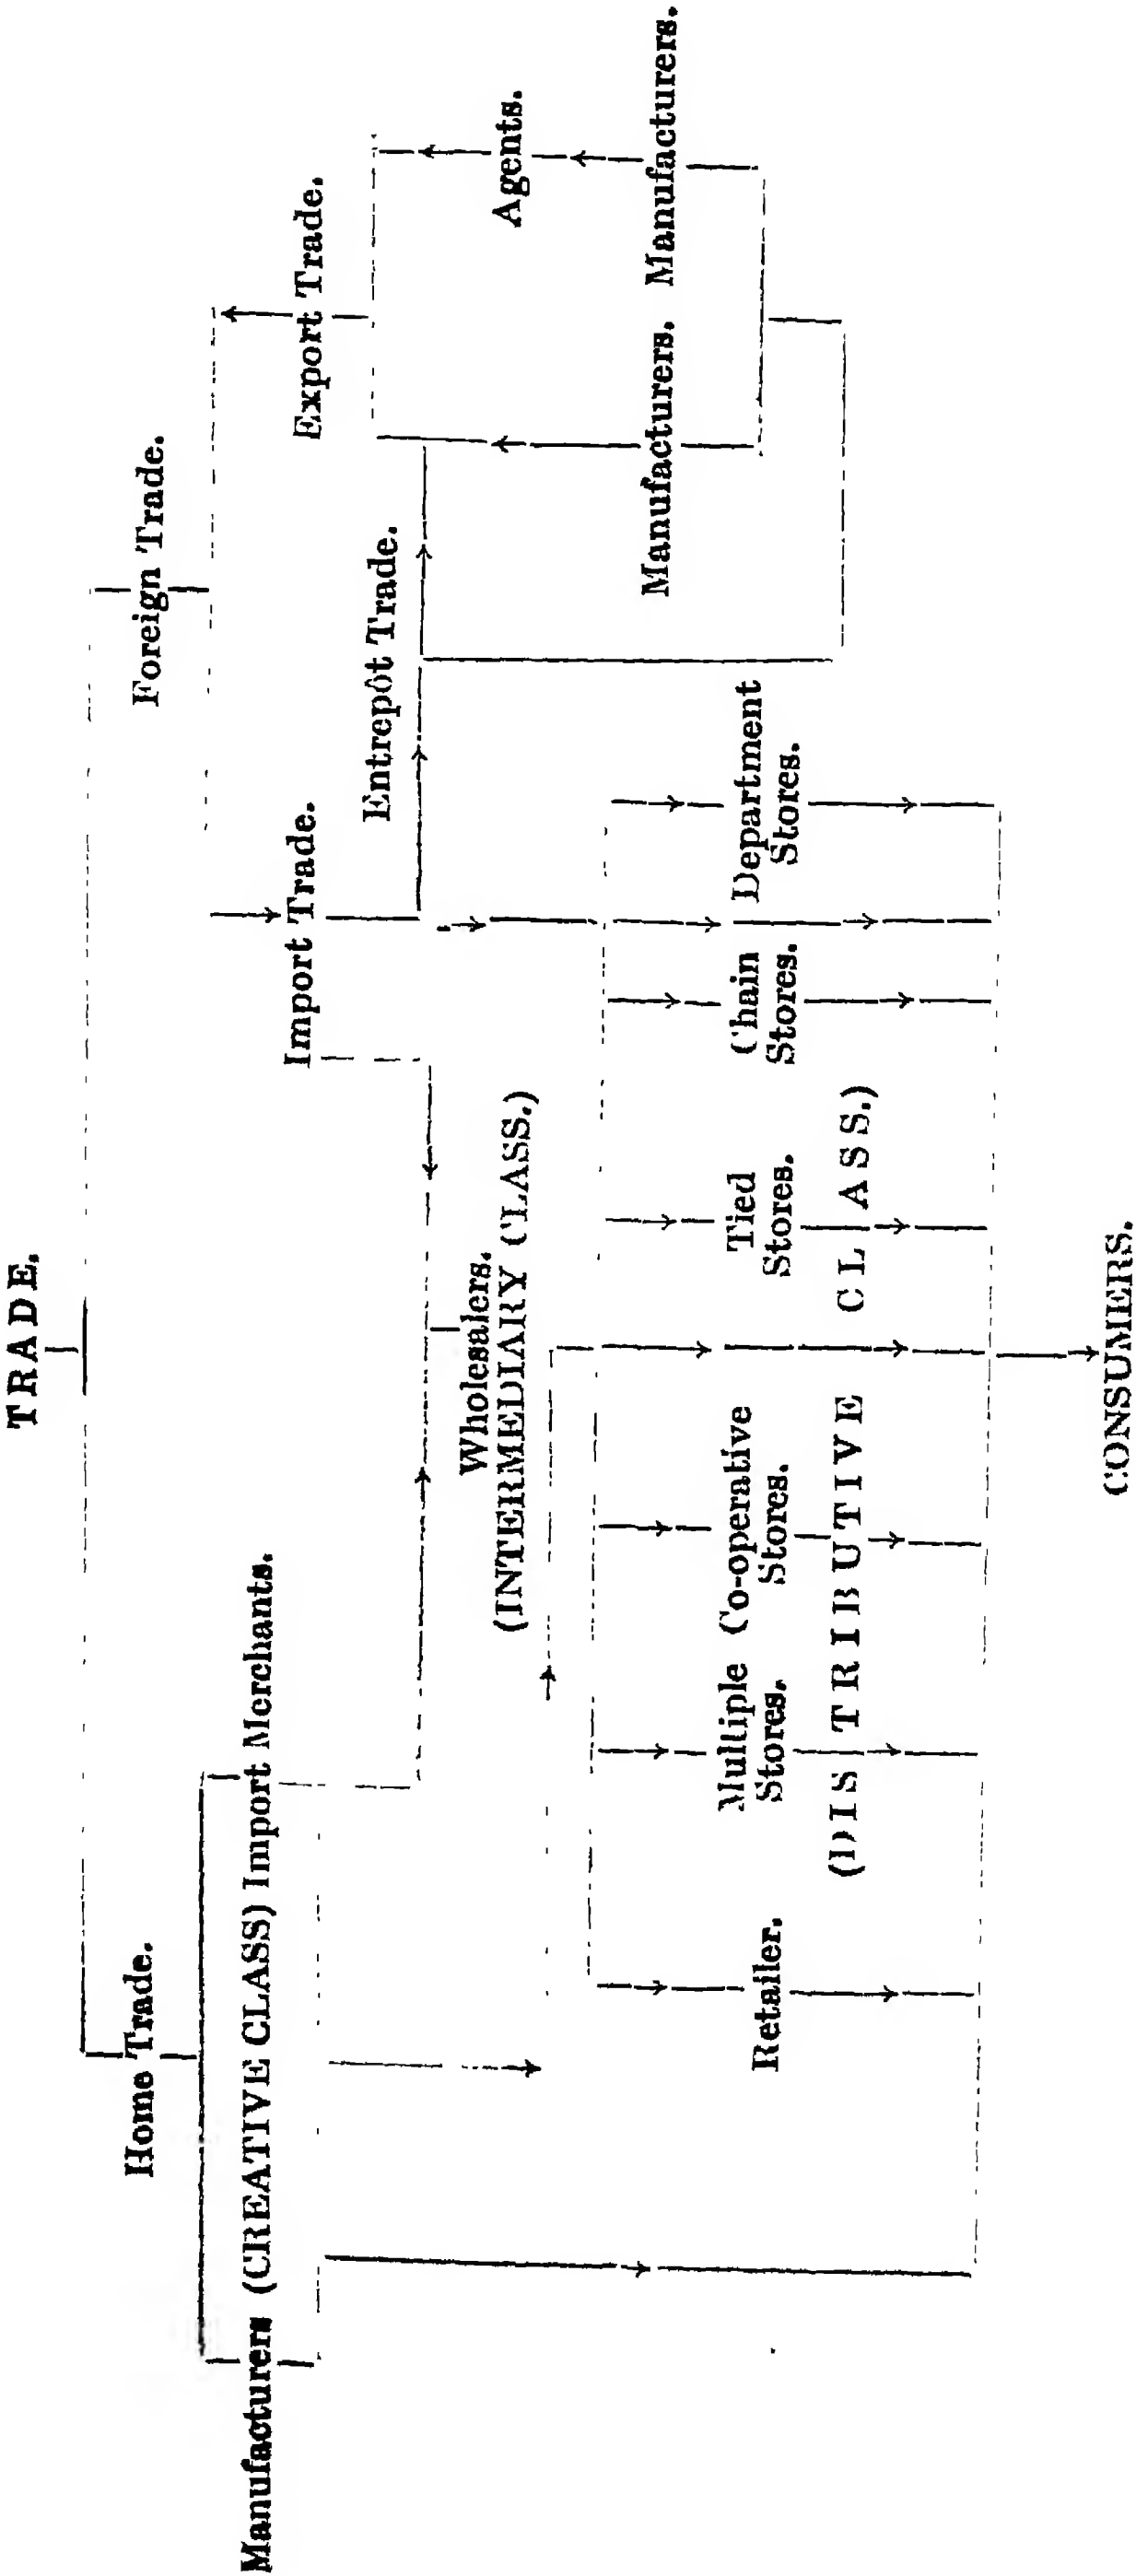 TRADE.
Home Trade.
Foreign Trade.
Manufacturers (CREATIVE CLASS) Import Merchants.
Import Trade.
Export Trade.
Entrepôt Trade.
Wholesalers.
(INTERMEDIARY CLASS.)
Agents.
Manufacturers. Manufacturers.
Retailer.
Multiple
Stores.
Co-operative
Stores.
Tied
Stores.
Chain
Stores.
Department
Stores.
(DISTRIBUTIVE CLASS.)
CONSUMERS.